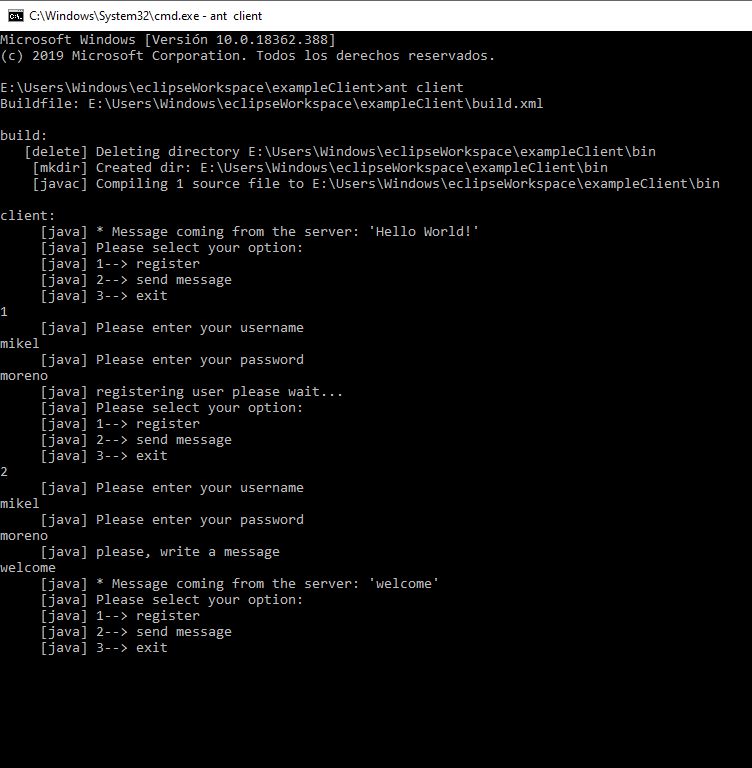 C:\Windows\System32\cmd.exe - ant  client
Microsoft Windows [Versión 10.0.18362.388]
(c) 2019 Microsoft Corporation. Todos los derechos reservados.
E:\Users\Windows\eclipseWorkspace\exampleClient>ant client
Buildfile: E:\Users\Windows\eclipseWorkspace\exampleClient\build.xml
build:
[delete] Deleting directory E:\Users\Windows\eclipseWorkspace\exampleClient\bin
[mkdir] Created dir: E:\Users\Windows\eclipseWorkspace\exampleClient\bin
[javac] Compiling 1 source file to E:\Users\Windows\eclipseWorkspace\exampleClient\bin
client:
[java] * Message coming from the server: 'Hello World!'
[java] Please select your option:
[java] 1--> register
[java] 2--> send message
[java] 3--> exit
1
[java] Please enter your username
mikel
[java] Please enter your password
moreno
[java] registering user please wait...
[java] Please select your option:
[java] 1--> register
[java] 2--> send message
[java] 3--> exit
2
[java] Please enter your username
mikel
[java] Please enter your password
moreno
[java] please, write a message
welcome
[java] * Message coming from the server: 'welcome'
[java] Please select your option:
[java] 1--> register
[java] 2--> send message
[java] 3--> exit